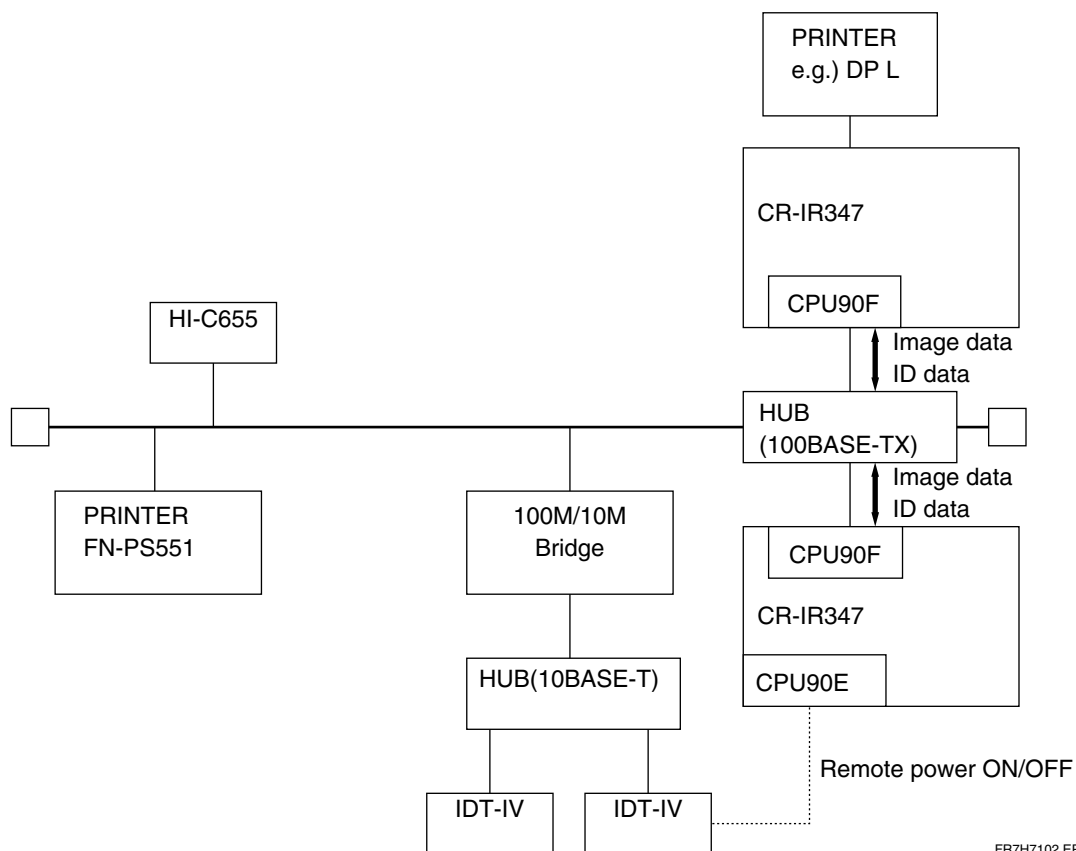 PRINTER
e.g.) DP L
CR-IR347
CPU90F
Image data
ID data
HI-C655
HUB
(100BASE-TX)
Image data
ID data
PRINTER
FN-PS551
100M/10M
Bridge
CPU90F
CR-IR347
HUB(10BASE-T)
CPU90E
Remote power ON/OFF
IDT-IV
IDT-IV